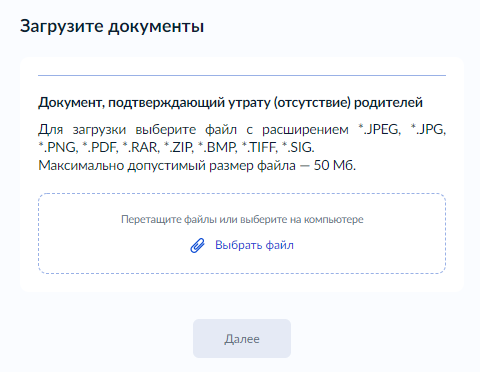 Загрузите документы
Документ, подтверждающий утрату (отсутствие) родителей
Для загрузки выберите файл с расширением *.JPEG, *.JPG,
*.PNG, *.PDF, *.RAR, *.ZIP, *.BMP, *.TIFF, *.SIG.
Максимально допустимый размер файла — 50 Мб.
Перетащите файлы или выберите на компьютере
Выбрать файл
Далее